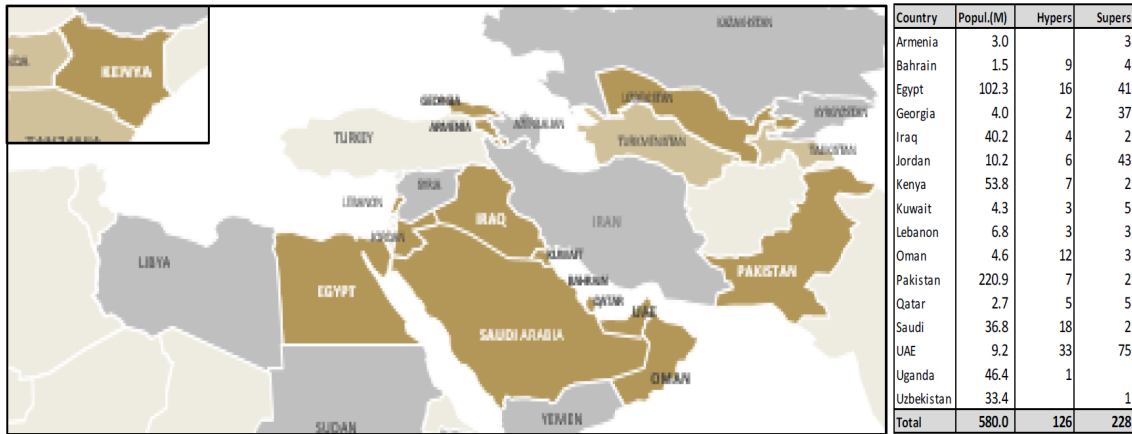 KENYA
TANZANIA
KAZAKHSTAN
GEORGIA
UZBEKISTAN
KYRGYZSTAN
ARMENIA
AZERBAIJAN
TURKEY
TURKMENISTAN
TAJIKISTAN
SYRIA
LEBANON
IRAQ
IRAN
JORDAN
LIBYA
KUWAIT
PAKISTAN
EGYPT
BAHRAIN
QATAR
UAE
SAUDI ARABIA
OMAN
YEMEN
SUDAN
Country Popul.(M) Hypers Supers
Armenia 3.0 3
Bahrain 1.5 9 4
Egypt 102.3 16 41
Georgia 4.0 2 37
Iraq 40.2 4 2
Jordan 10.2 6 43
Kenya 53.8 7 2
Kuwait 4.3 3 5
Lebanon 6.8 3 3
Oman 4.6 12 3
Pakistan 220.9 7 2
Qatar 2.7 5 5
Saudi 36.8 18 2
UAE 9.2 33 75
Uganda 46.4 1
Uzbekistan 33.4 1
Total 580.0 126 228